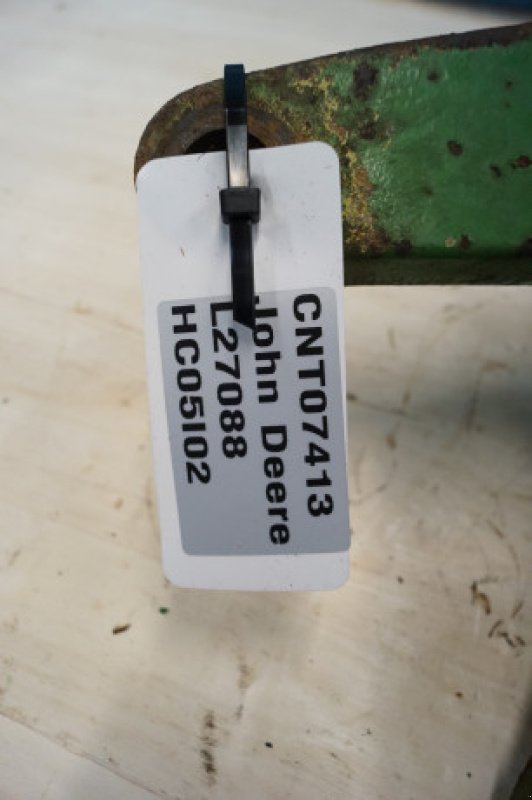 CNT07413
John Deere
L27088
HC05I02